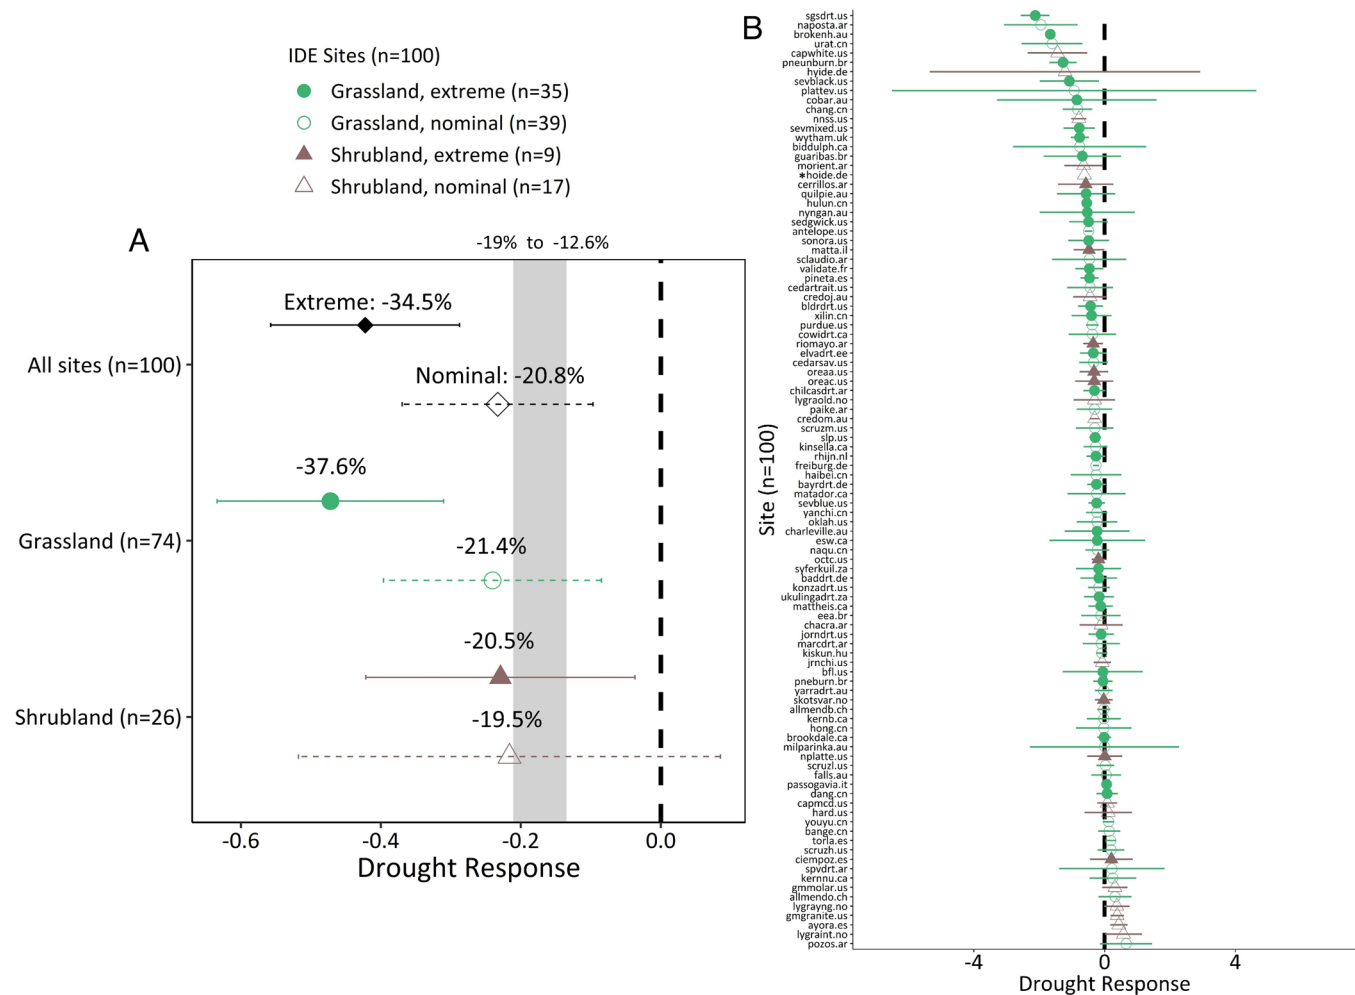 IDE Sites (n=100)
Grassland, extreme (n=35)
Grassland, nominal (n=39)
Shrubland, extreme (n=9)
Shrubland, nominal (n=17)
A
-19% to -12.6%
Extreme: -34.5%
All sites (n=100)
Nominal: -20.8%
-37.6%
Grassland (n=74)
-21.4%
-20.5%
Shrubland (n=26)
-19.5%
-0.6
-0.4
-0.2
0.0
Drought Response
B
Site (n=100)
sgsdrt.us
naposta.ar
brokenh.au
urat.cn
capwhite.us
pneunburn.br
hyide.de
sevblack.us
plattev.us
cobar.au
chang.cn
nnss.us
sevmixed.us
wytham.uk
biddulph.ca
guaribas.br
morient.ar
*hoide.de
cerrillos.ar
quilpie.au
hulun.cn
nyngan.au
sedgwick.us
antelope.us
sonora.us
matta.il
sclaudio.ar
validate.fr
pineta.es
cedartrait.us
credoj.au
bldrdrt.us
xilin.cn
purdue.us
cowidrt.ca
riomayo.ar
elvadrt.ee
cedarsav.us
oreaa.us
oreac.us
chilcasdrt.ar
lygraold.no
paike.ar
credom.au
scruzm.us
slp.us
kinsella.ca
rhijn.nl
freiburg.de
haibei.cn
bayrdrt.de
matador.ca
sevblue.us
yanchi.cn
oklah.us
charleville.au
esw.ca
naqu.cn
octc.us
syferkuil.za
baddrt.de
konzadrt.us
ukulingadrt.za
mattheis.ca
eea.br
chacra.ar
jorndrt.us
marcdrt.ar
kiskun.hu
jrnchi.us
bfl.us
pneburn.br
yarradrt.au
skotsvar.no
allmendb.ch
kernb.ca
hong.cn
brookdale.ca
milparinka.au
nplatte.us
scruzl.us
falls.au
passogavia.it
dang.cn
capmcd.us
hard.us
youyu.cn
bange.cn
torla.es
scruzh.us
ciempoz.es
spvdrt.ar
kernnu.ca
gmmolar.us
allmendo.ch
lygrayng.no
gmgranite.us
ayora.es
lygraint.no
pozos.ar
-4
0
4
Drought Response